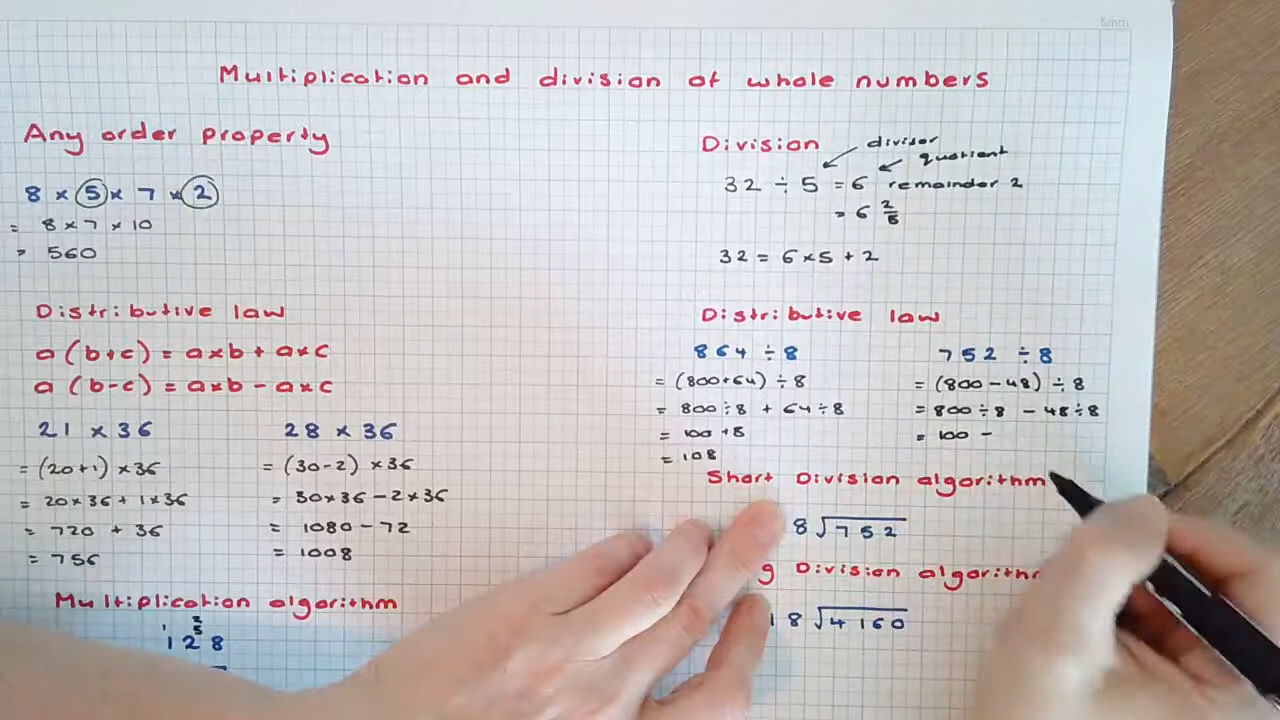 5mm
Multiplication and division of whole numbers
Any order property
8 × 5 × 7 × 2
= 8 × 7 × 10
= 560
Distributive law
a (b+c) = a×b + a×c
a (b-c) = a×b - a×c
21 × 36
= (20+1) ×36
= 20×36 + 1×36
= 720 + 36
= 756
28 × 36
= (30-2) ×36
= 30×36 - 2×36
= 1080 - 72
= 1008
Multiplication algorithm
128
Division
divisor
quotient
32 ÷ 5 = 6 remainder 2
= 6 2/5
32 = 6×5 + 2
Distributive law
864 ÷ 8
= (800+64) ÷ 8
= 800÷8 + 64÷8
= 100 + 8
= 108
752 ÷ 8
= (800 - 48) ÷ 8
= 800÷8 - 48÷8
= 100 -
Short Division algorithm
8 √752
g Division algorithm
18 √4160